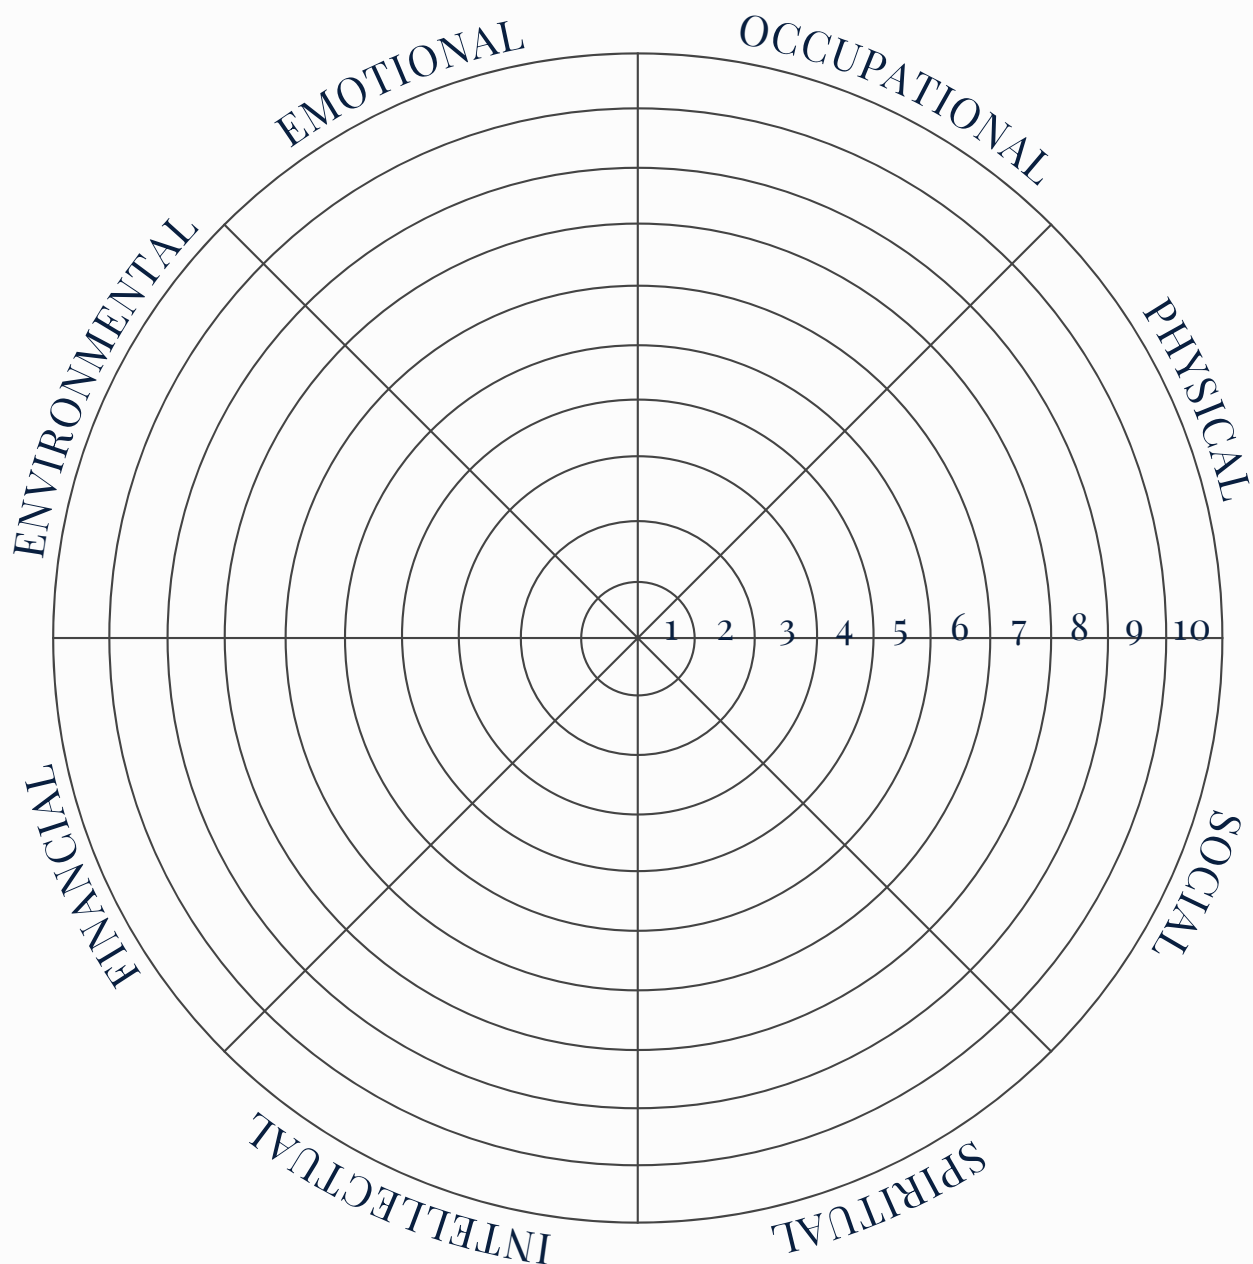 EMOTIONAL
OCCUPATIONAL
PHYSICAL
SOCIAL
SPIRITUAL
INTELLECTUAL
FINANCIAL
ENVIRONMENTAL
1 2 3 4 5 6 7 8 9 10